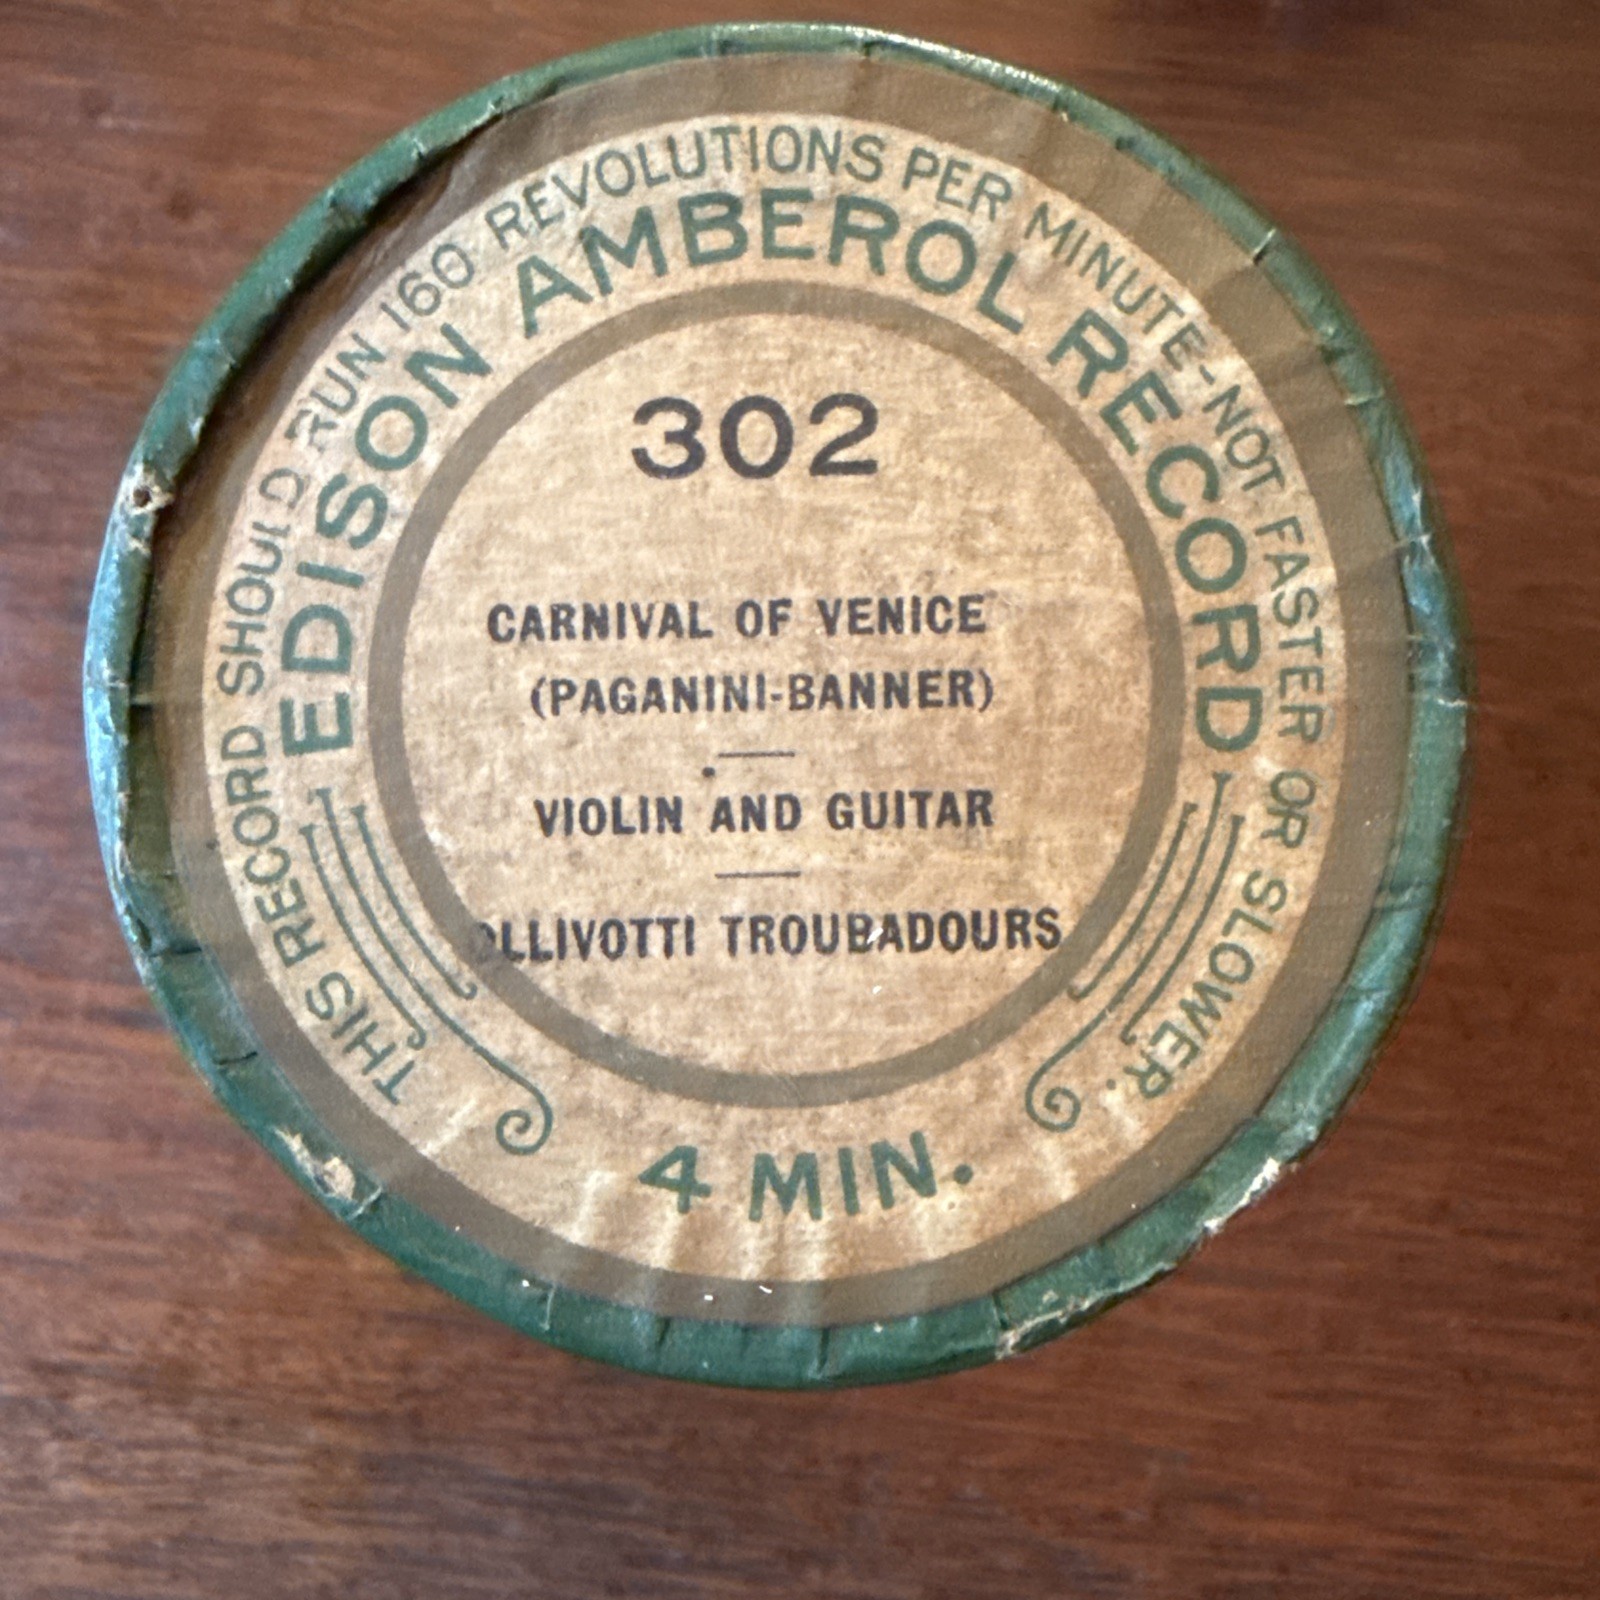 THIS RECORD SHOULD RUN 160 REVOLUTIONS PER MINUTE-NOT FASTER OR SLOWER.
EDISON AMBEROL RECORD
302
CARNIVAL OF VENICE
(PAGANINI-BANNER)
VIOLIN AND GUITAR
OLLIVOTTI TROUBADOURS
4 MIN.